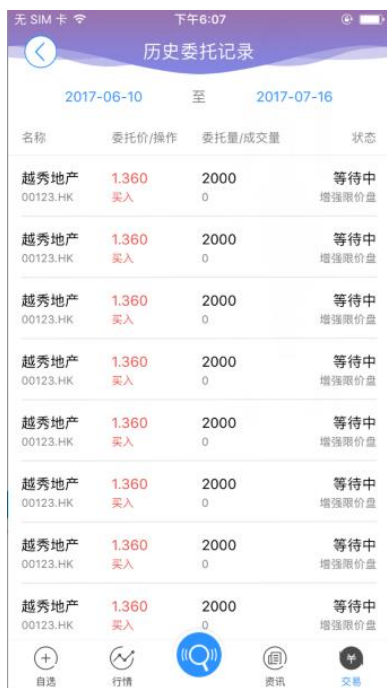 无 SIM 卡 下午6:07
历史委托记录
2017-06-10 至 2017-07-16
名称 委托价/操作 委托量/成交量 状态
越秀地产 1.360 2000 等待中
00123.HK 买入 0 增强限价盘
越秀地产 1.360 2000 等待中
00123.HK 买入 0 增强限价盘
越秀地产 1.360 2000 等待中
00123.HK 买入 0 增强限价盘
越秀地产 1.360 2000 等待中
00123.HK 买入 0 增强限价盘
越秀地产 1.360 2000 等待中
00123.HK 买入 0 增强限价盘
越秀地产 1.360 2000 等待中
00123.HK 买入 0 增强限价盘
越秀地产 1.360 2000 等待中
00123.HK 买入 0 增强限价盘
越秀地产 1.360 2000 等待中
00123.HK 买入 0 增强限价盘
自选 行情 资讯 交易